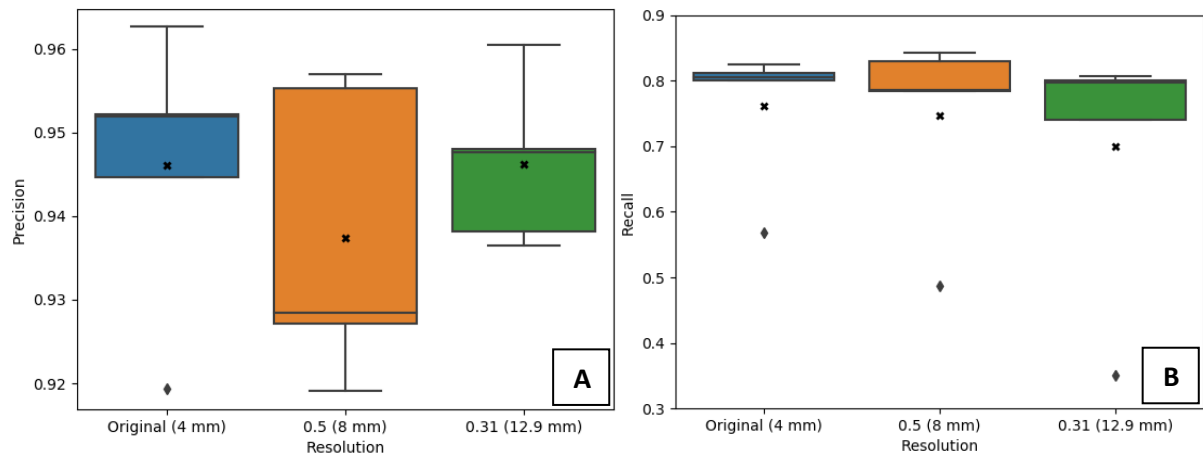 0.96
0.95
0.94
0.93
0.92
Precision
Original (4 mm) 0.5 (8 mm) 0.31 (12.9 mm)
Resolution
A
0.9
0.8
0.7
0.6
0.5
0.4
0.3
Recall
Original (4 mm) 0.5 (8 mm) 0.31 (12.9 mm)
Resolution
B